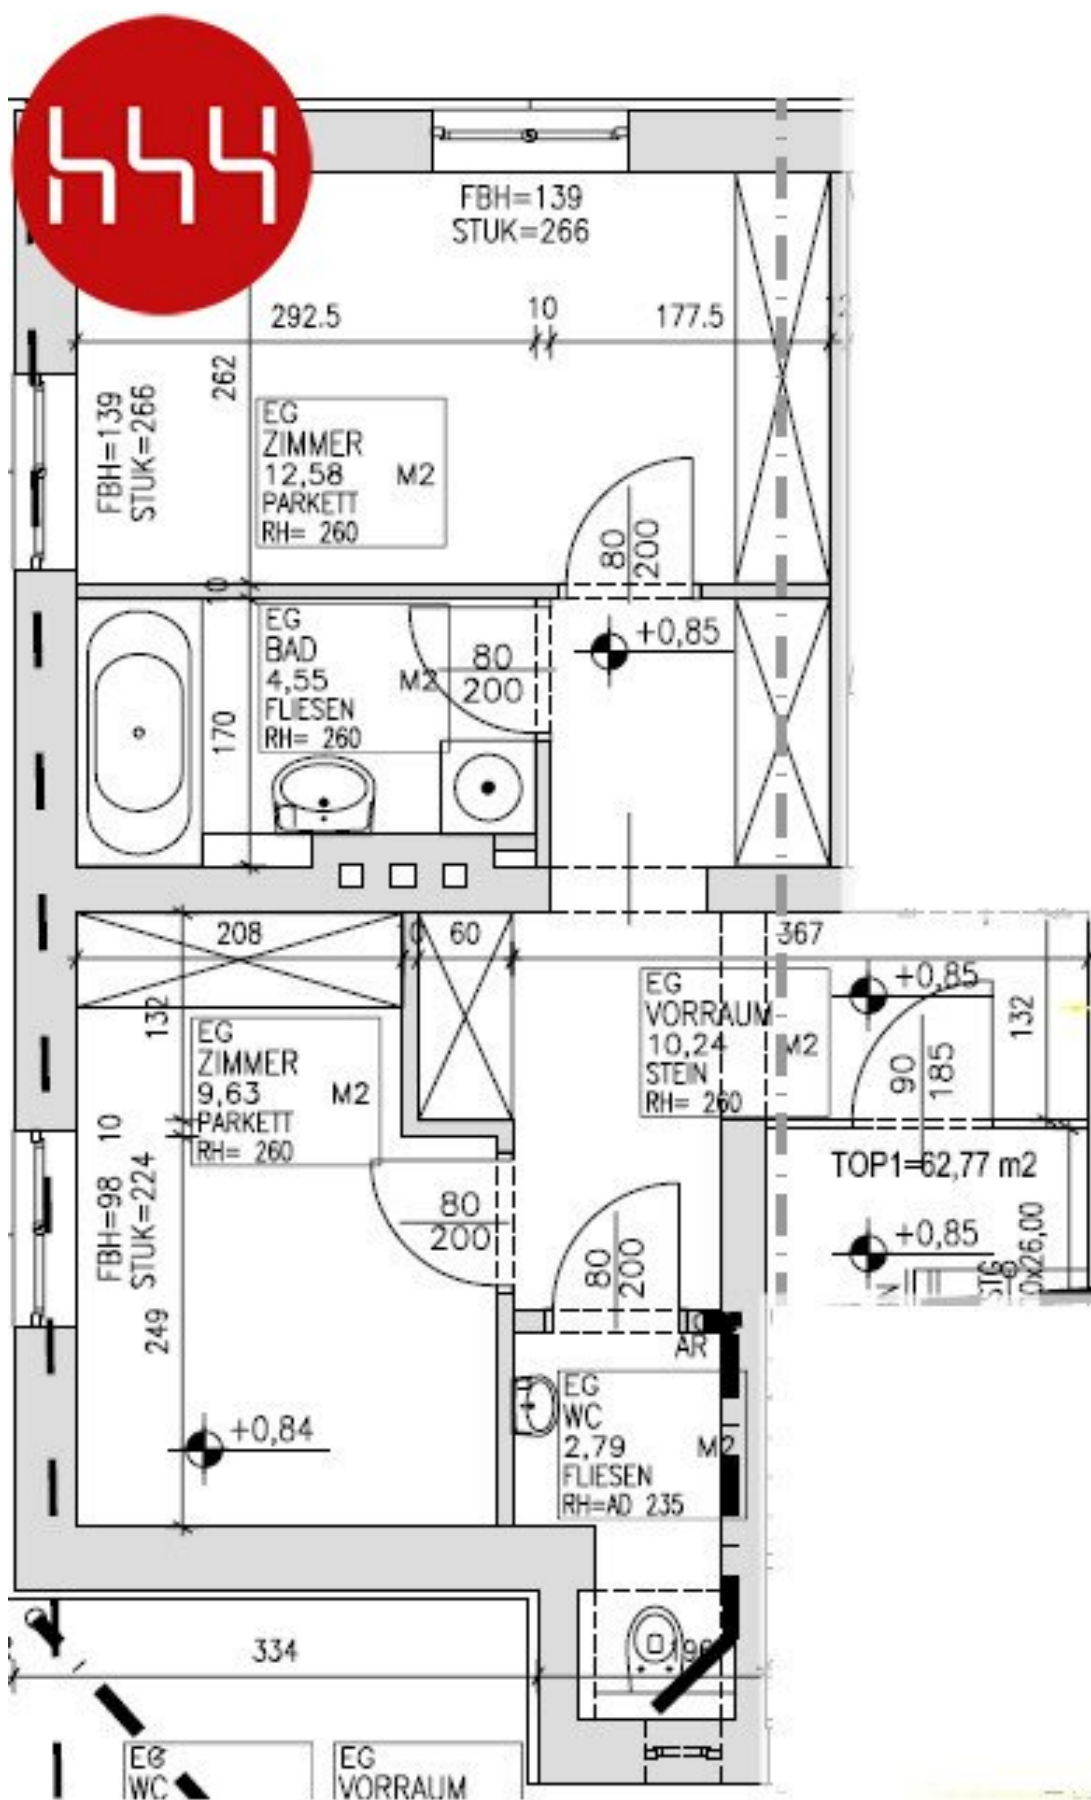 FBH=139
STUK=266
292.5
10
177.5
262
FBH=139
STUK=266
EG
ZIMMER
12,58 M2
PARKETT
RH= 260
80
200
10
EG
BAD
4,55 M2
FLIESEN
RH= 260
80
200
+0,85
170
208
60
367
132
EG
ZIMMER
9,63 M2
PARKETT
RH= 260
EG
VORRAUM
10,24 M2
STEIN
RH= 260
+0,85
90
185
132
10
FBH=98
STUK=224
80
200
TOP1=62,77 m2
+0,85
80
200
249
AR
+0,84
EG
WC
2,79 M2
FLIESEN
RH=AD 235
334
EG
WC
EG
VORRAUM